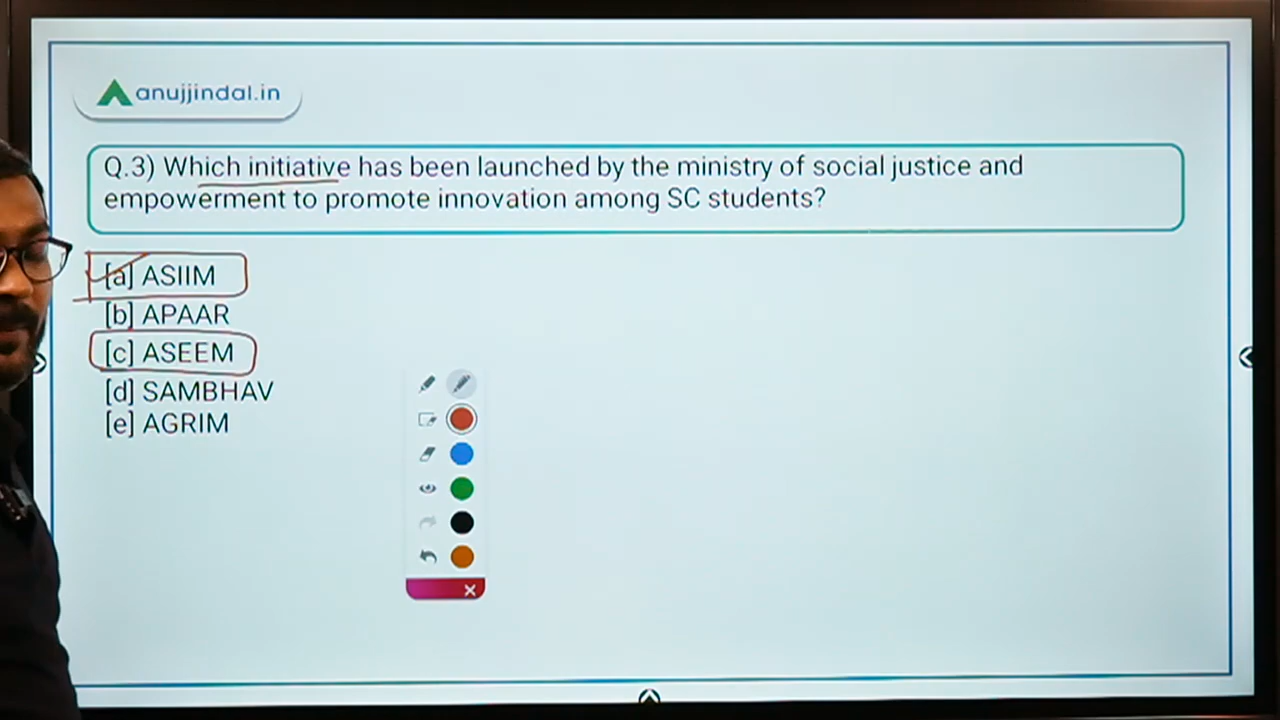 anujjindal.in
Q.3) Which initiative has been launched by the ministry of social justice and
empowerment to promote innovation among SC students?
[a] ASIIM
[b] APAAR
[c] ASEEM
[d] SAMBHAV
[e] AGRIM